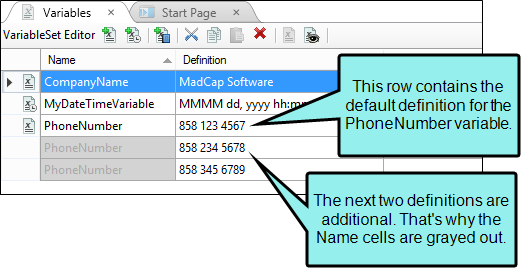 Variables
Start Page
VariableSet Editor
Name Definition
CompanyName MadCap Software
MyDateTimeVariable MMMM dd, yyyy hh:mm
PhoneNumber 858 123 4567
PhoneNumber 858 234 5678
PhoneNumber 858 345 6789
This row contains the
default definition for the
PhoneNumber variable.
The next two definitions are
additional. That's why the
Name cells are grayed out.